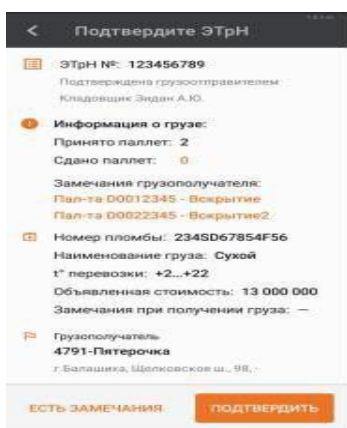 Подтвердите ЭТрН
ЭТрН №: 123456789
Подтверждена грузоотправителем
Кладовщик Зидан А.Ю.
Информация о грузе:
Принято паллет: 2
Сдано паллет: 0
Замечания грузополучателя:
Пал-та D0012345 - Вскрытие
Пал-та D0022345 - Вскрытие2
Номер пломбы: 234SD67854F56
Наименование груза: Сухой
t° перевозки: +2...+22
Объявленная стоимость: 13 000 000
Замечания при получении груза: —
Грузополучатель
4791-Пятерочка
г.Балашиха, Щелковское ш., 98, -
ЕСТЬ ЗАМЕЧАНИЯ
ПОДТВЕРДИТЬ